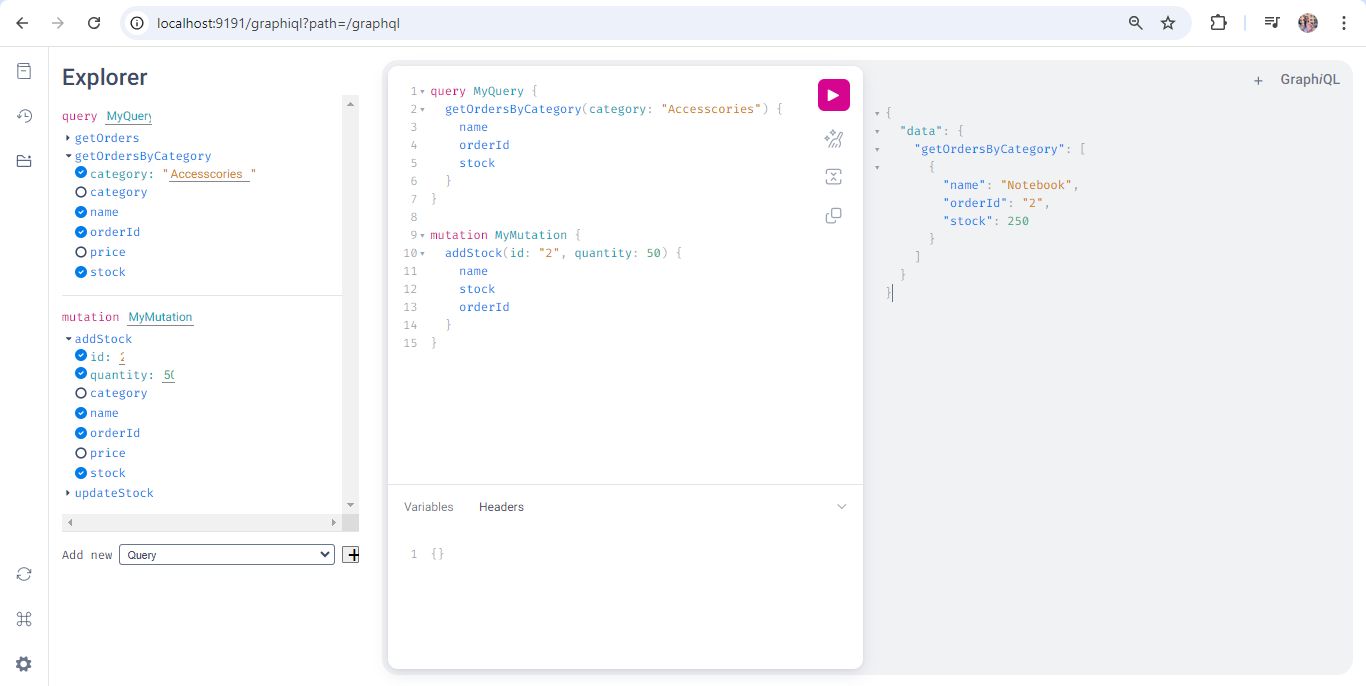 localhost:9191/graphiql?path=/graphql
Explorer
query MyQuery
getOrders
getOrdersByCategory
category: "Accesscories "
category
name
orderId
price
stock
mutation MyMutation
addStock
id: 2
quantity: 50
category
name
orderId
price
stock
updateStock
Add new Query +
1 query MyQuery {
2 getOrdersByCategory(category: "Accesscories") {
3 name
4 orderId
5 stock
6 }
7 }
8
9 mutation MyMutation {
10 addStock(id: "2", quantity: 50) {
11 name
12 stock
13 orderId
14 }
15 }
Variables Headers
1 {}
+ GraphiQL
{
"data": {
"getOrdersByCategory": [
{
"name": "Notebook",
"orderId": "2",
"stock": 250
}
]
}
}